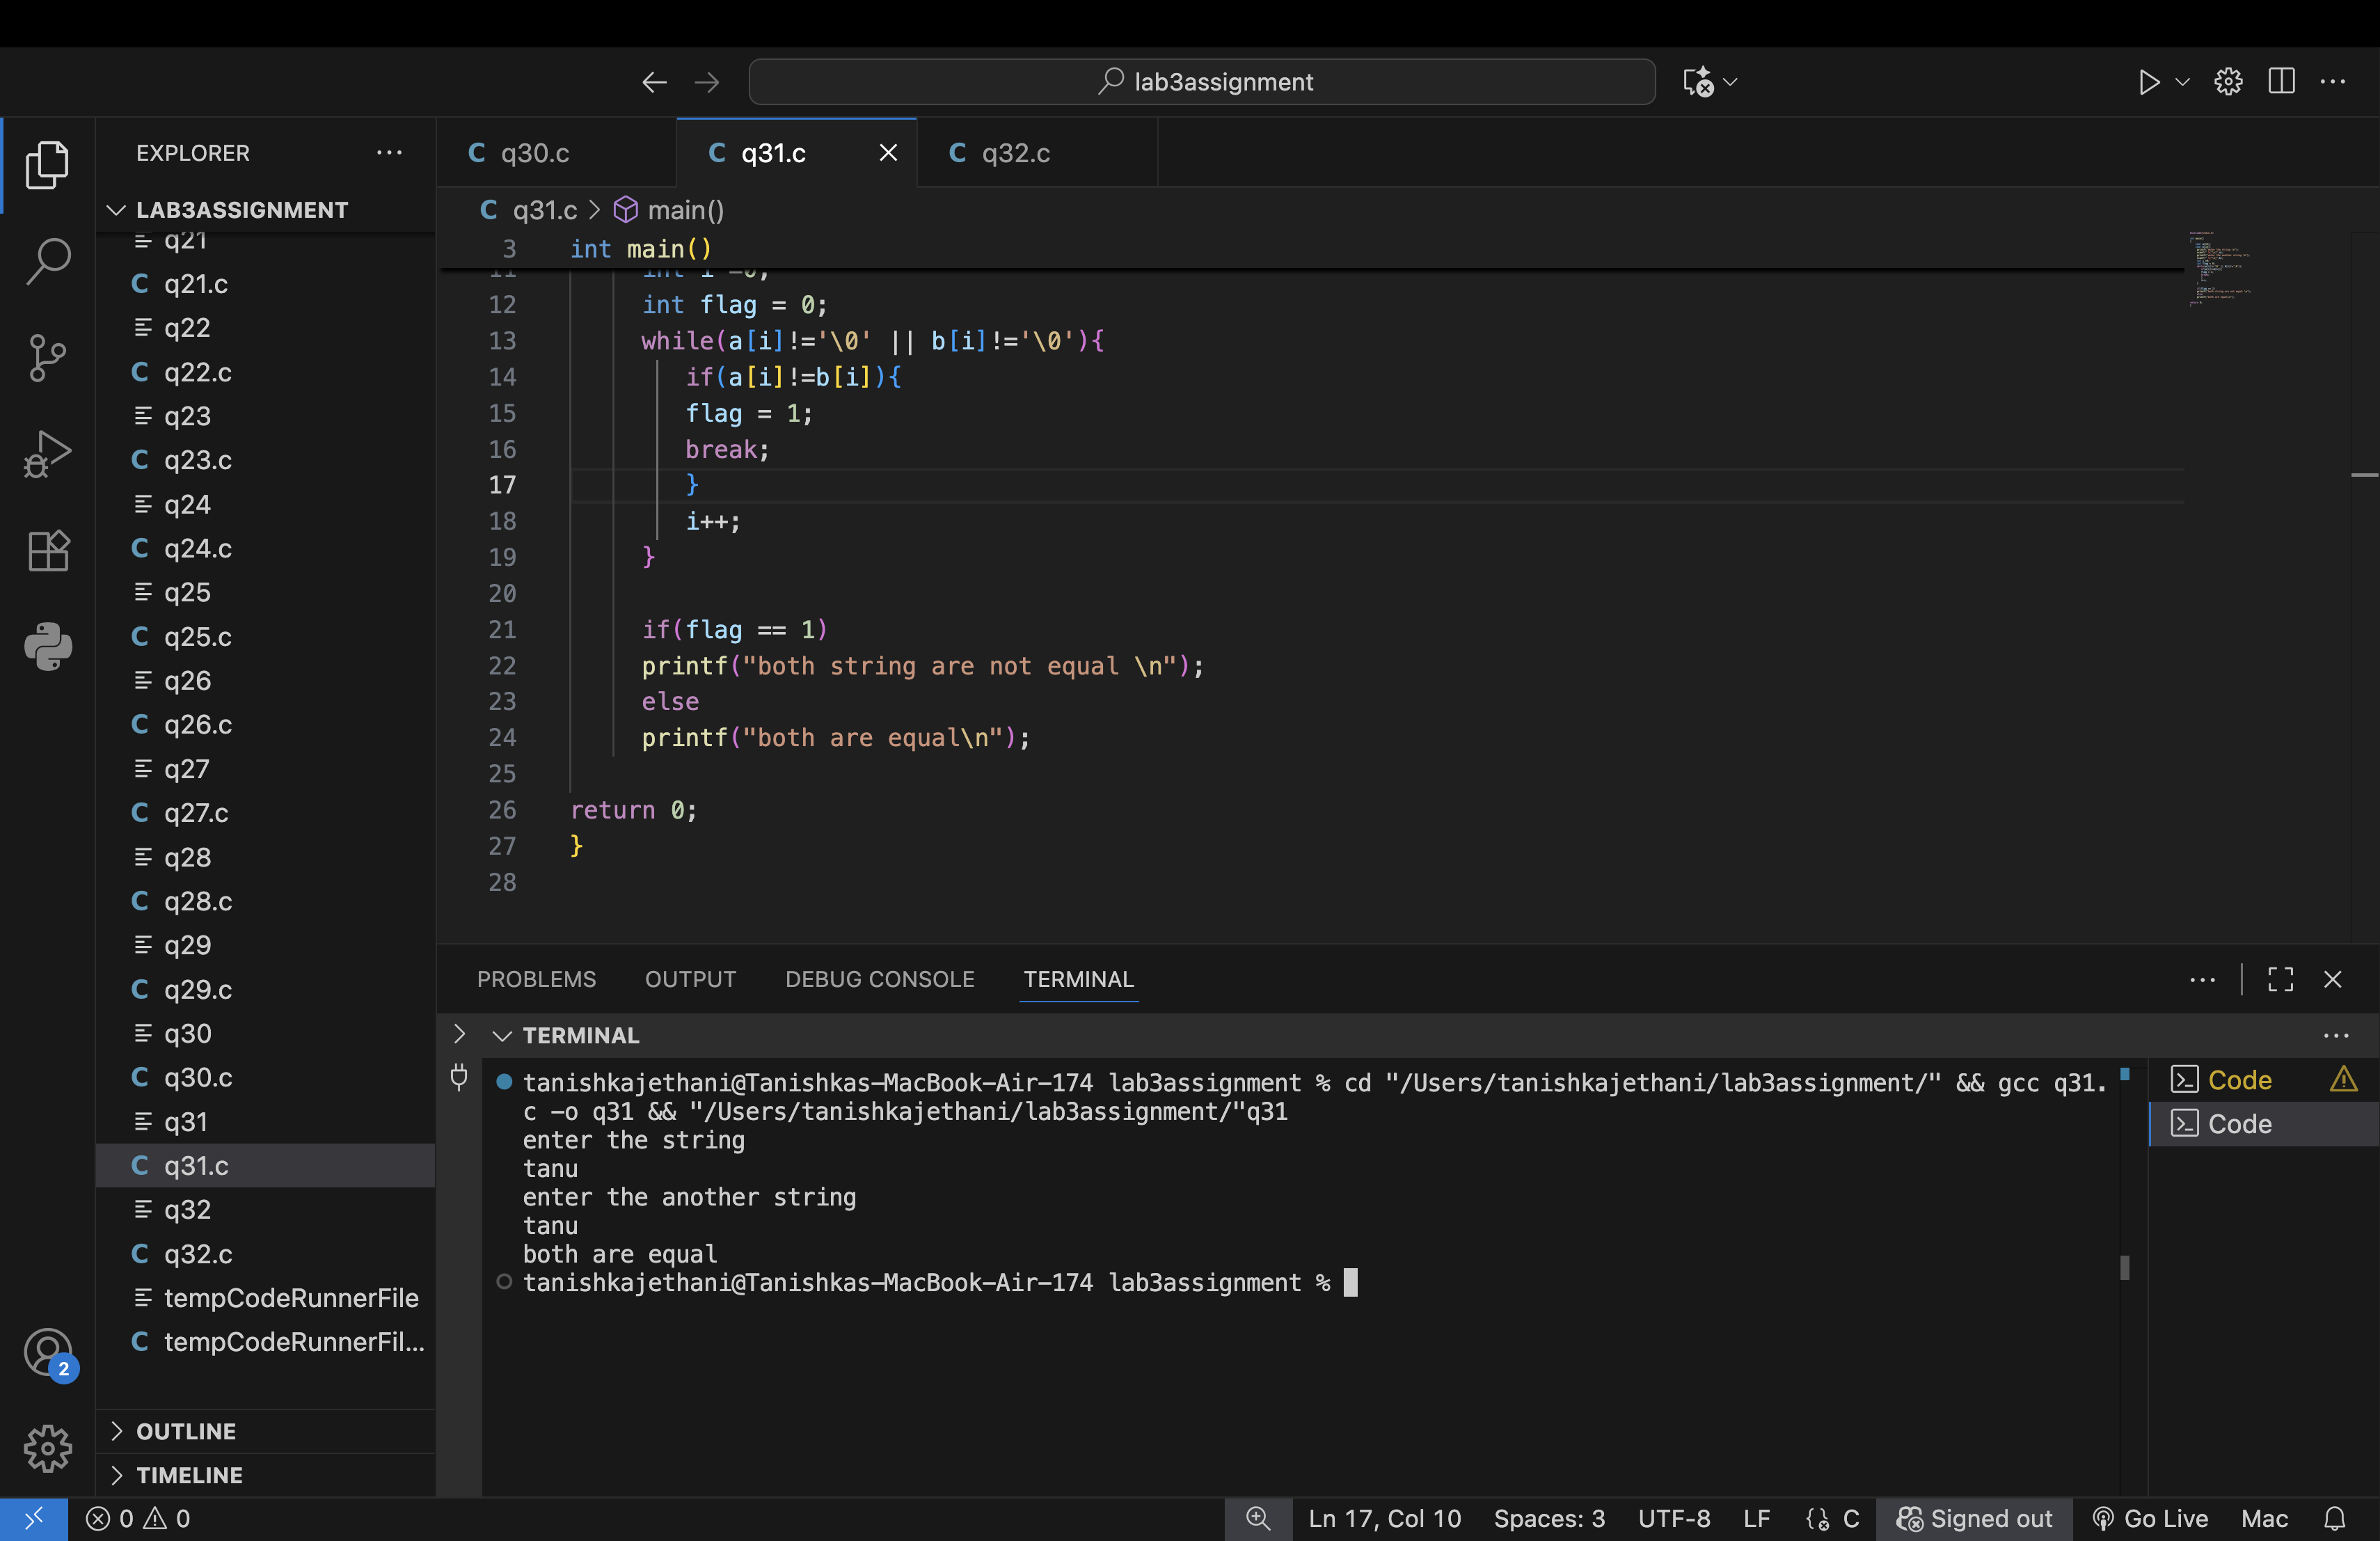 lab3assignment
EXPLORER
LAB3ASSIGNMENT
q21
C q21.c
q22
C q22.c
q23
C q23.c
q24
C q24.c
q25
C q25.c
q26
C q26.c
q27
C q27.c
q28
C q28.c
q29
C q29.c
q30
C q30.c
q31
C q31.c
q32
C q32.c
tempCodeRunnerFile
C tempCodeRunnerFil...
OUTLINE
TIMELINE
C q30.c
C q31.c
C q32.c
C q31.c > main()
3 int main()
11 int i =0;
12 int flag = 0;
13 while(a[i]!='\0' || b[i]!='\0'){
14 if(a[i]!=b[i]){
15 flag = 1;
16 break;
17 }
18 i++;
19 }
20
21 if(flag == 1)
22 printf("both string are not equal \n");
23 else
24 printf("both are equal\n");
25
26 return 0;
27 }
28
PROBLEMS OUTPUT DEBUG CONSOLE TERMINAL
TERMINAL
tanishkajethani@Tanishkas-MacBook-Air-174 lab3assignment % cd "/Users/tanishkajethani/lab3assignment/" && gcc q31.
c -o q31 && "/Users/tanishkajethani/lab3assignment/"q31
enter the string
tanu
enter the another string
tanu
both are equal
tanishkajethani@Tanishkas-MacBook-Air-174 lab3assignment %
Code
Code
2
0 0
Ln 17, Col 10 Spaces: 3 UTF-8 LF C Signed out Go Live Mac